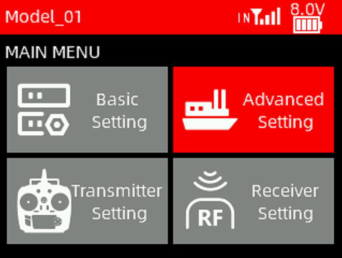 Model_01 IN 8.0V
MAIN MENU
Basic
Setting
Advanced
Setting
Transmitter
Setting
RF
Receiver
Setting